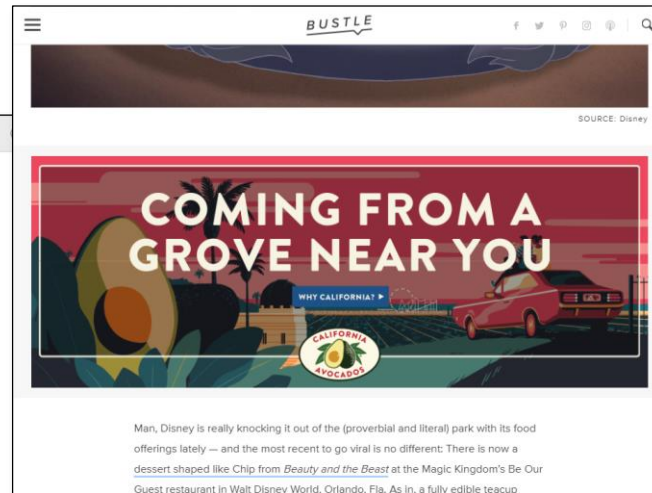 BUSTLE
SOURCE: Disney
COMING FROM A
GROVE NEAR YOU
WHY CALIFORNIA? ▶
CALIFORNIA
AVOCADOS
Man, Disney is really knocking it out of the (proverbial and literal) park with its food
offerings lately — and the most recent to go viral is no different: There is now a
dessert shaped like Chip from Beauty and the Beast at the Magic Kingdom's Be Our
Guest restaurant in Walt Disney World, Orlando, Fla. As in, a fully edible teacup